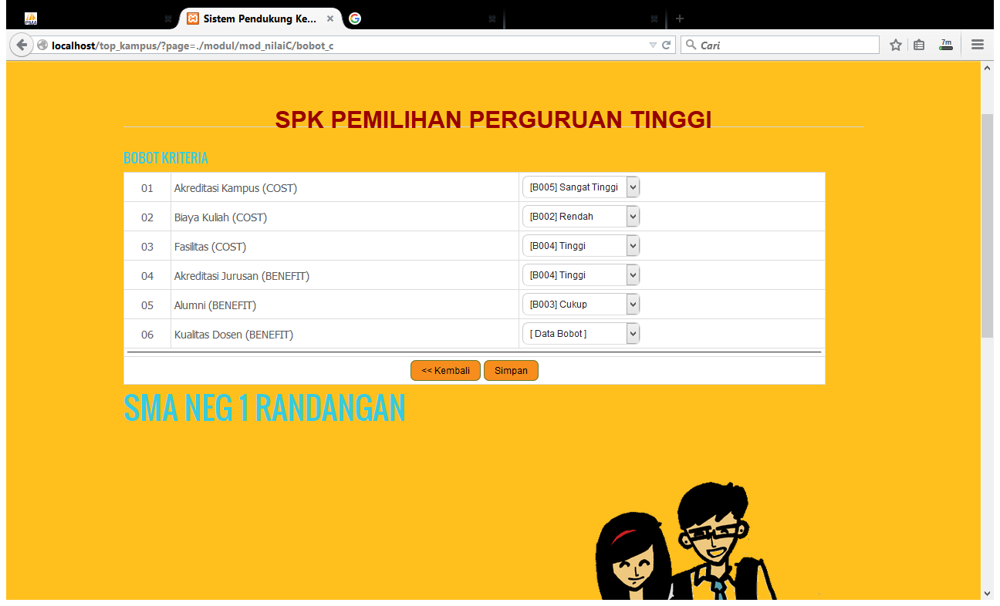 PMA
Sistem Pendukung Ke...
localhost/top_kampus/?page=./modul/mod_nilaiC/bobot_c
Cari
7m
SPK PEMILIHAN PERGURUAN TINGGI
BOBOT KRITERIA
01 Akreditasi Kampus (COST) [B005] Sangat Tinggi
02 Biaya Kuliah (COST) [B002] Rendah
03 Fasilitas (COST) [B004] Tinggi
04 Akreditasi Jurusan (BENEFIT) [B004] Tinggi
05 Alumni (BENEFIT) [B003] Cukup
06 Kualitas Dosen (BENEFIT) [ Data Bobot ]
<< Kembali Simpan
SMA NEG 1 RANDANGAN